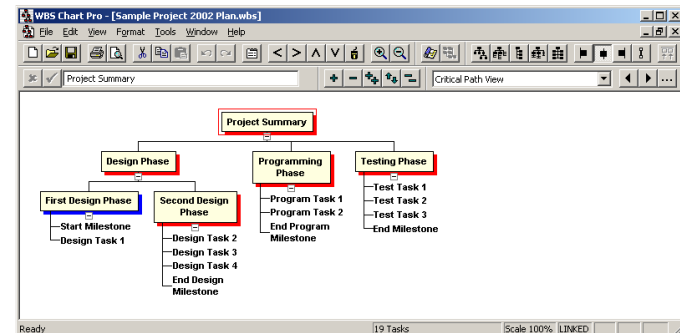 WBS Chart Pro - [Sample Project 2002 Plan.wbs]
File Edit View Format Tools Window Help
Project Summary
Critical Path View
Project Summary
Design Phase
Programming
Phase
Testing Phase
First Design Phase
Start Milestone
Design Task 1
Second Design
Phase
Design Task 2
Design Task 3
Design Task 4
End Design
Milestone
Program Task 1
Program Task 2
End Program
Milestone
Test Task 1
Test Task 2
Test Task 3
End Milestone
Ready
19 Tasks
Scale 100%
LINKED